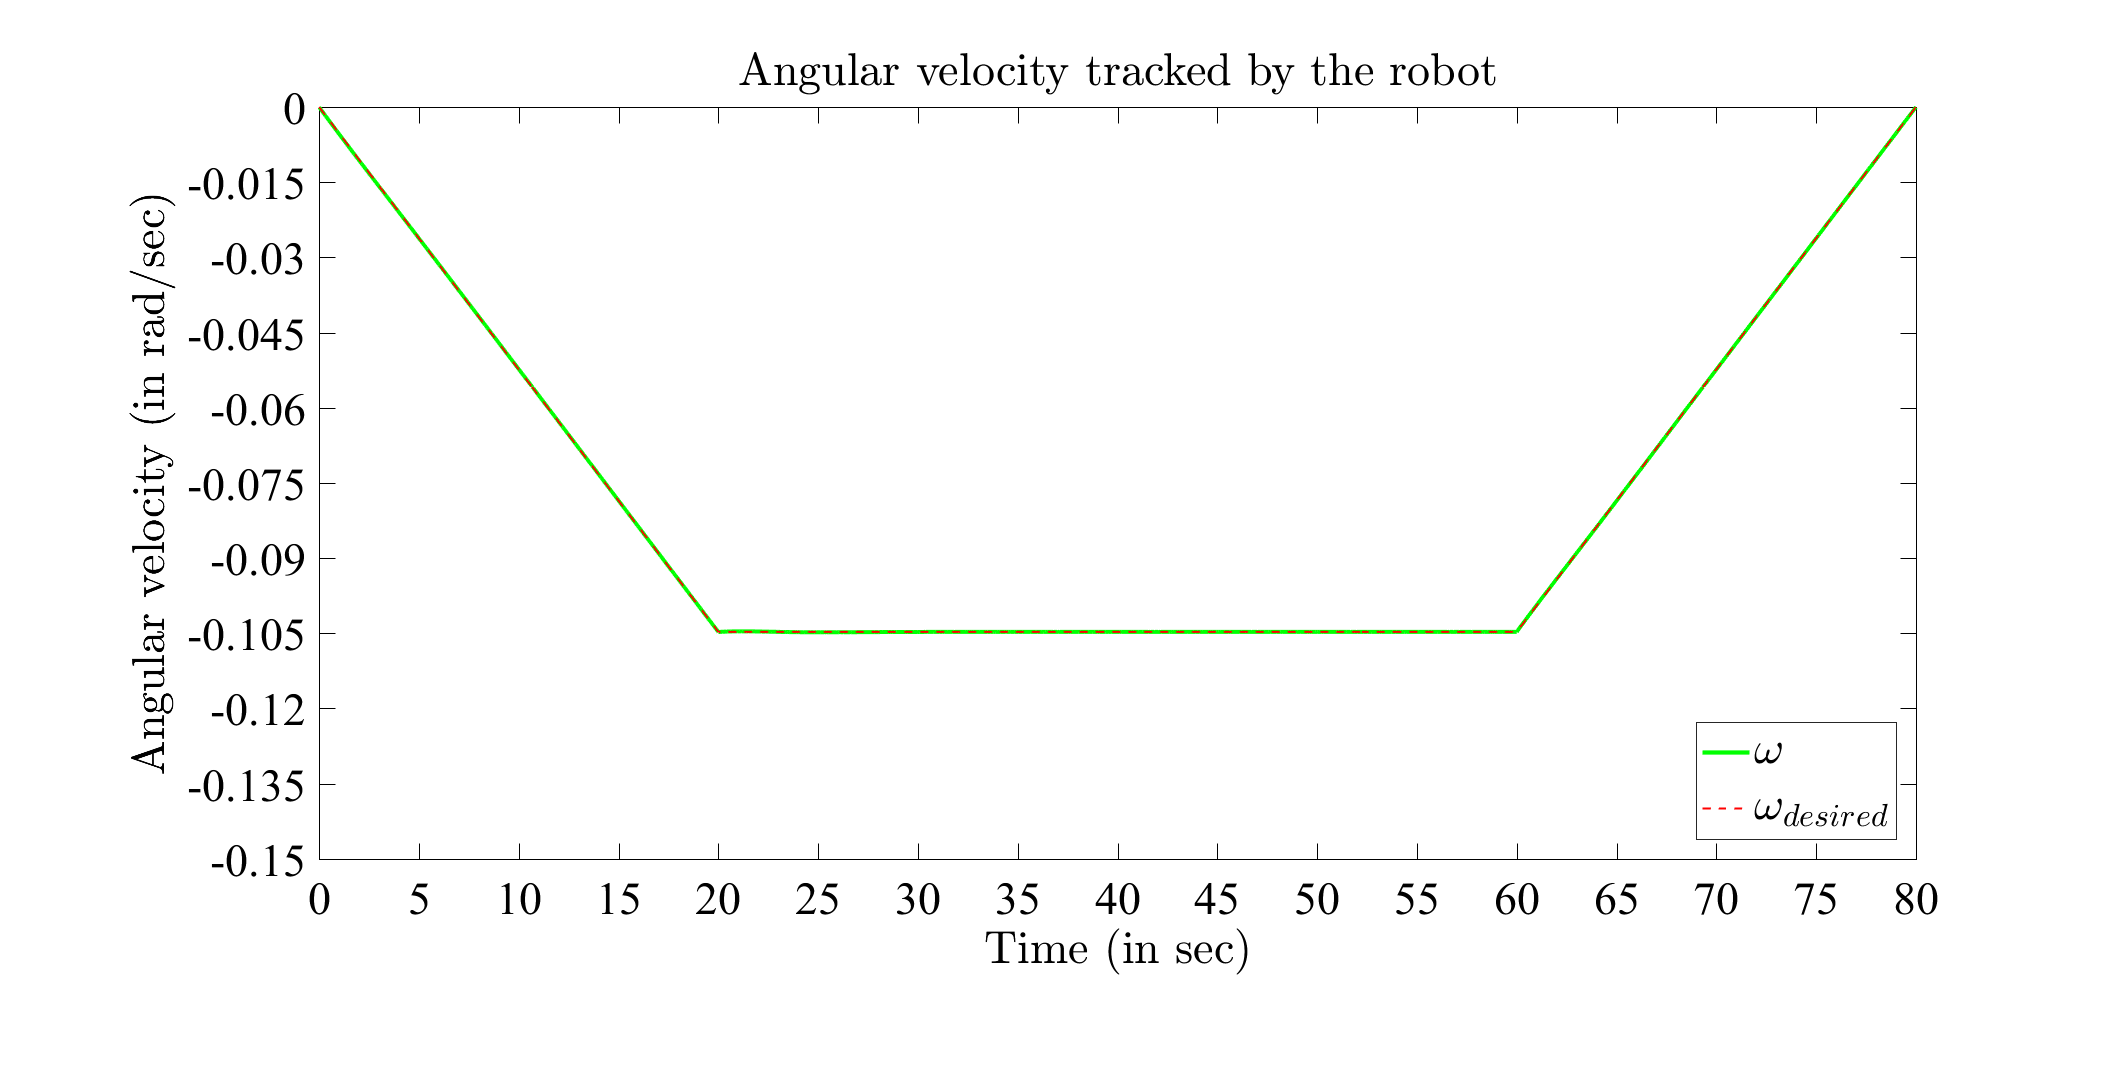 Angular velocity tracked by the robot
Angular velocity (in rad/sec)
0
-0.015
-0.03
-0.045
-0.06
-0.075
-0.09
-0.105
-0.12
-0.135
-0.15
0 5 10 15 20 25 30 35 40 45 50 55 60 65 70 75 80
Time (in sec)
ω
ω_{desired}